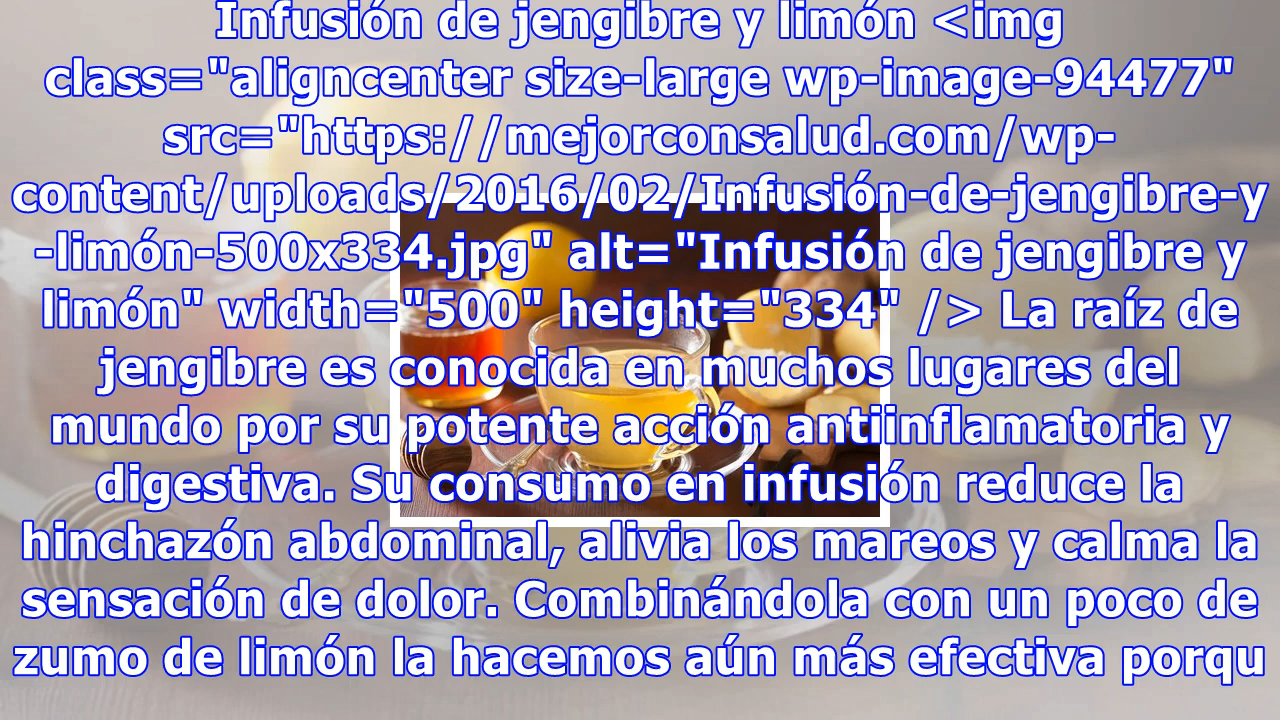 Infusión de jengibre y limón <img
class="aligncenter size-large wp-image-94477"
src="https://mejorconsalud.com/wp-
content/uploads/2016/02/Infusión-de-jengibre-y
-limón-500x334.jpg" alt="Infusión de jengibre y
limón" width="500" height="334" /> La raíz de
jengibre es conocida en muchos lugares del
mundo por su potente acción antiinflamatoria y
digestiva. Su consumo en infusión reduce la
hinchazón abdominal, alivia los mareos y calma la
sensación de dolor. Combinándola con un poco de
zumo de limón la hacemos aún más efectiva porqu